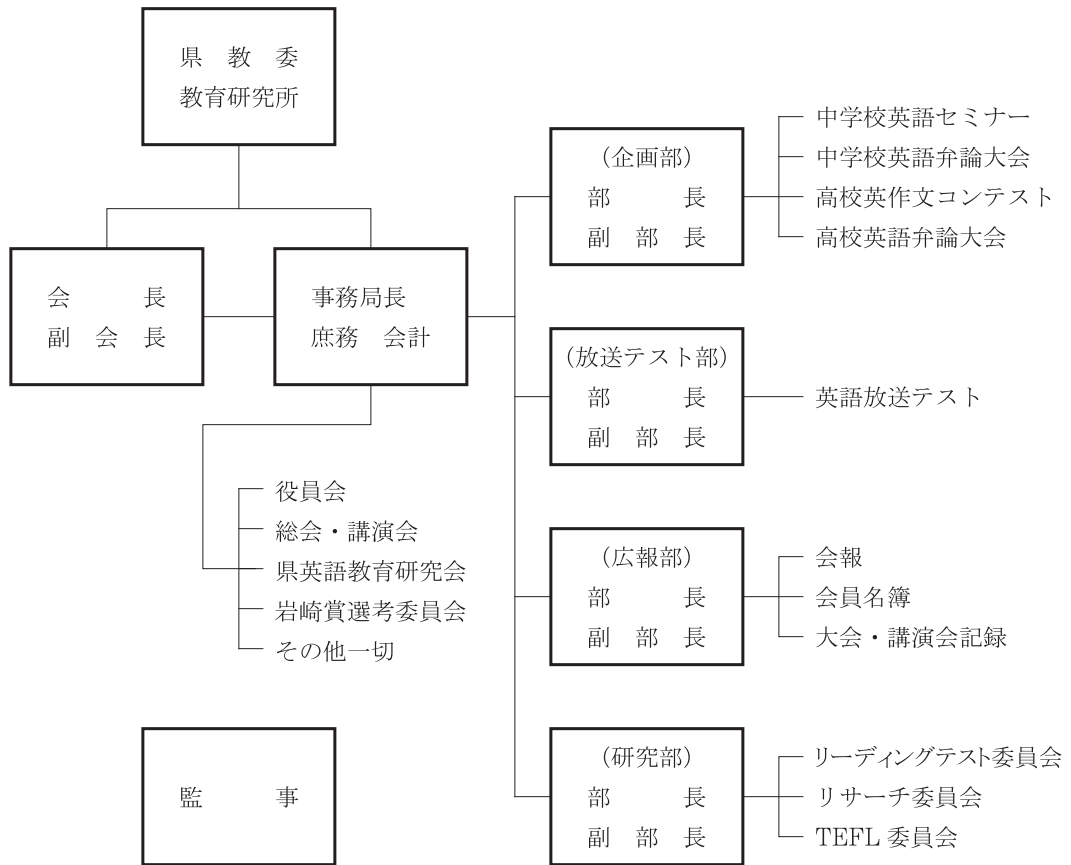 県教委
教育研究所
会長
副会長
事務局長
庶務 会計
役員会
総会・講演会
県英語教育研究会
岩崎賞選考委員会
その他一切
監事
(企画部)
部長
副部長
中学校英語セミナー
中学校英語弁論大会
高校英作文コンテスト
高校英語弁論大会
(放送テスト部)
部長
副部長
英語放送テスト
(広報部)
部長
副部長
会報
会員名簿
大会・講演会記録
(研究部)
部長
副部長
リーディングテスト委員会
リサーチ委員会
TEFL 委員会